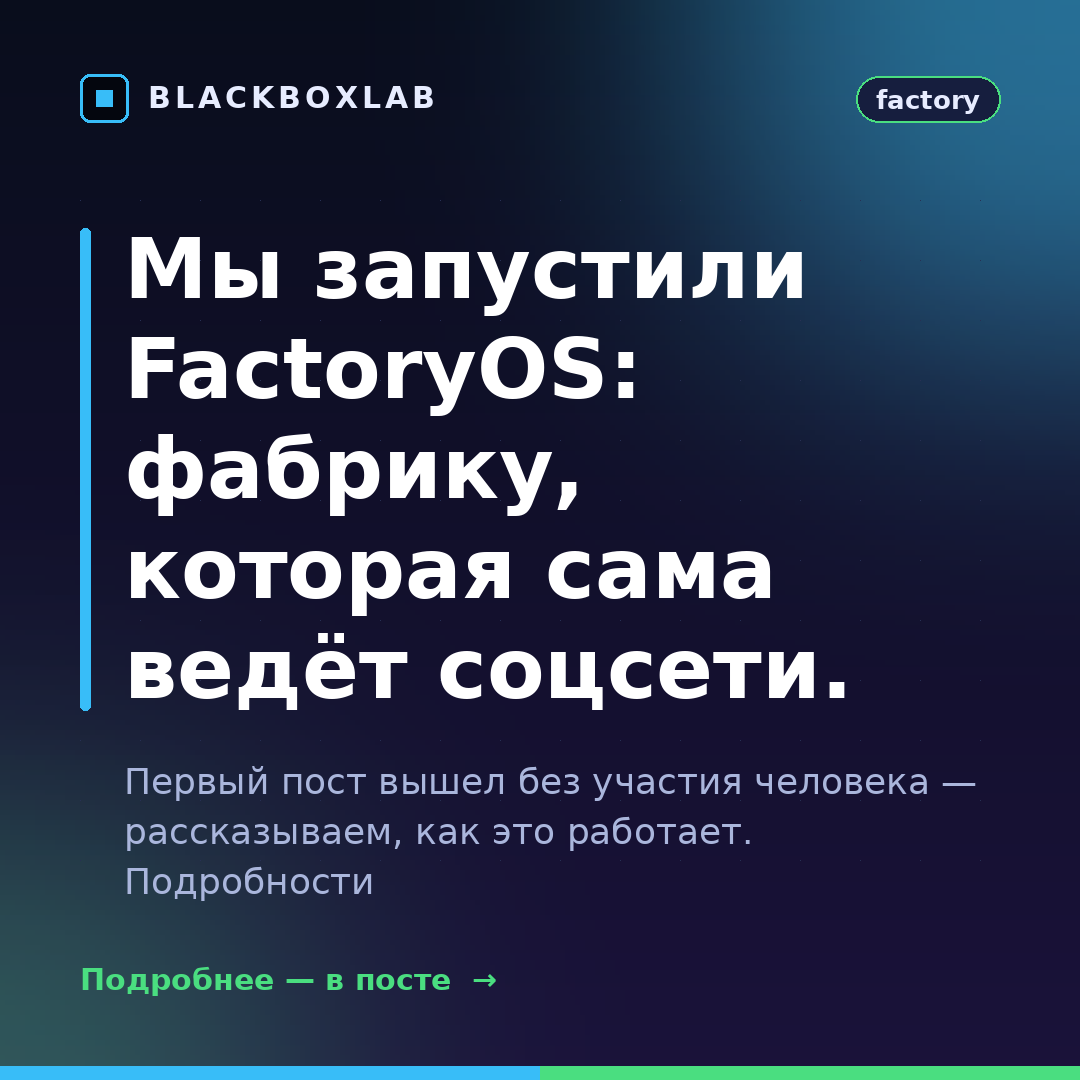 BLACKBOXLAB
factory
Мы запустили
FactoryOS:
фабрику,
которая сама
ведёт соцсети.
Первый пост вышел без участия человека —
рассказываем, как это работает.
Подробности
Подробнее — в посте →